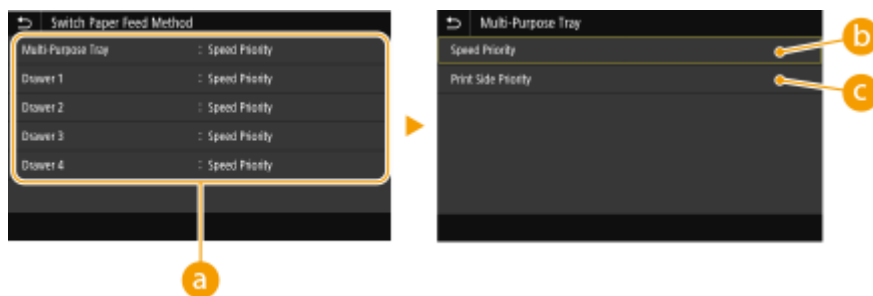 Switch Paper Feed Method
Multi-Purpose Tray : Speed Priority
Drawer 1 : Speed Priority
Drawer 2 : Speed Priority
Drawer 3 : Speed Priority
Drawer 4 : Speed Priority
a
Multi-Purpose Tray
Speed Priority
b
Print Side Priority
c